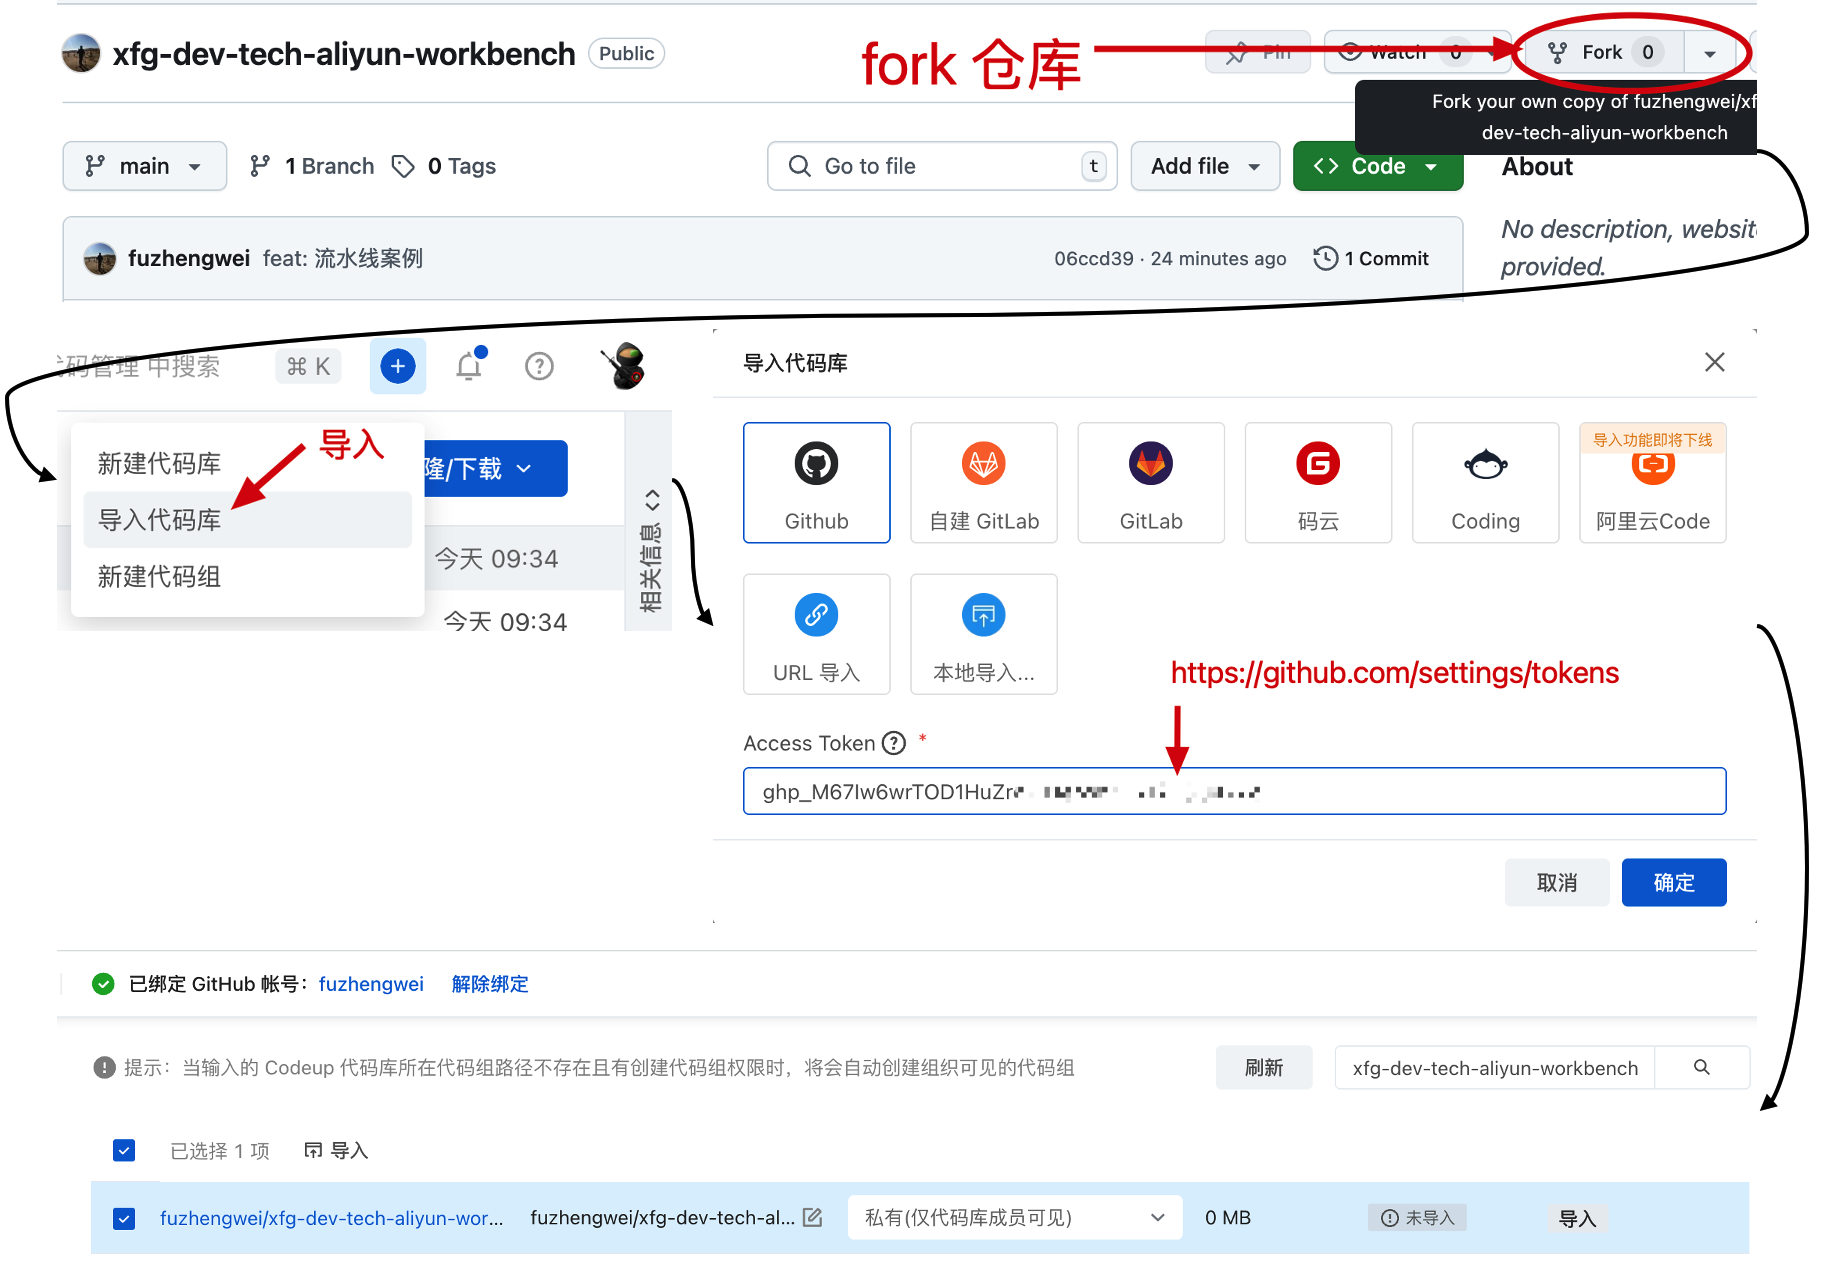 xfg-dev-tech-aliyun-workbench Public
fork 仓库
Pin Watch 0 Fork 0
Fork your own copy of fuzhengwei/xf
dev-tech-aliyun-workbench
main 1 Branch 0 Tags
Go to file t Add file Code
About
fuzhengwei feat: 流水线案例 06ccd39 · 24 minutes ago 1 Commit
No description, website
provided.
代码管理 中搜索 ⌘ K
新建代码库
导入
导入代码库
新建代码组
隆/下载
今天 09:34
今天 09:34
相关信息
导入代码库
Github
自建 GitLab
GitLab
码云
Coding
导入功能即将下线
阿里云Code
URL 导入
本地导入...
https://github.com/settings/tokens
Access Token *
取消 确定
已绑定 GitHub 帐号： fuzhengwei 解除绑定
提示：当输入的 Codeup 代码库所在代码组路径不存在且有创建代码组权限时，将会自动创建组织可见的代码组
刷新 xfg-dev-tech-aliyun-workbench
已选择 1 项 导入
fuzhengwei/xfg-dev-tech-aliyun-wor... fuzhengwei/xfg-dev-tech-al... 私有(仅代码库成员可见) 0 MB 未导入 导入